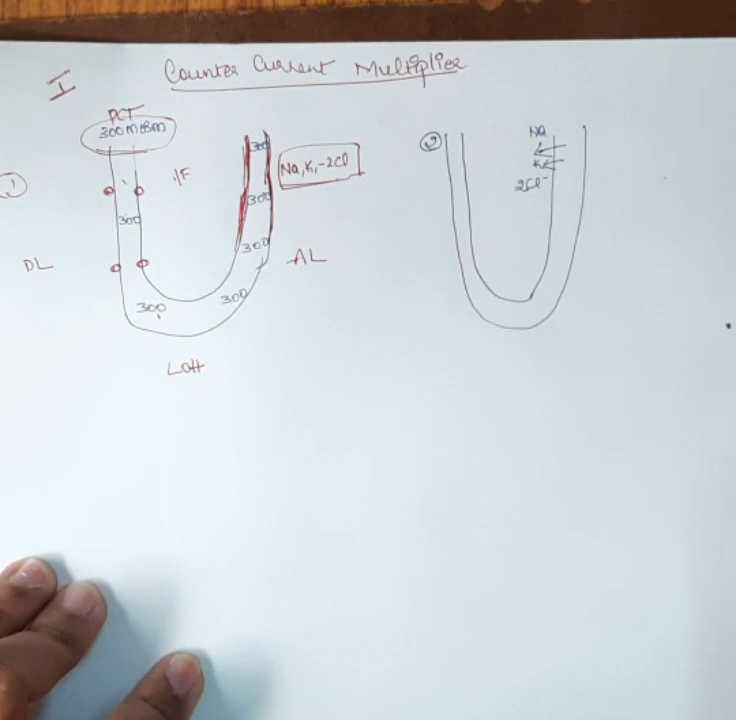 I
Counter Current Multiplier
PCT
300 mosm
1
IF
300
Na, K, -2Cl
300
300
DL
300
AL
300
300
LOH
2
Na
K
2Cl-